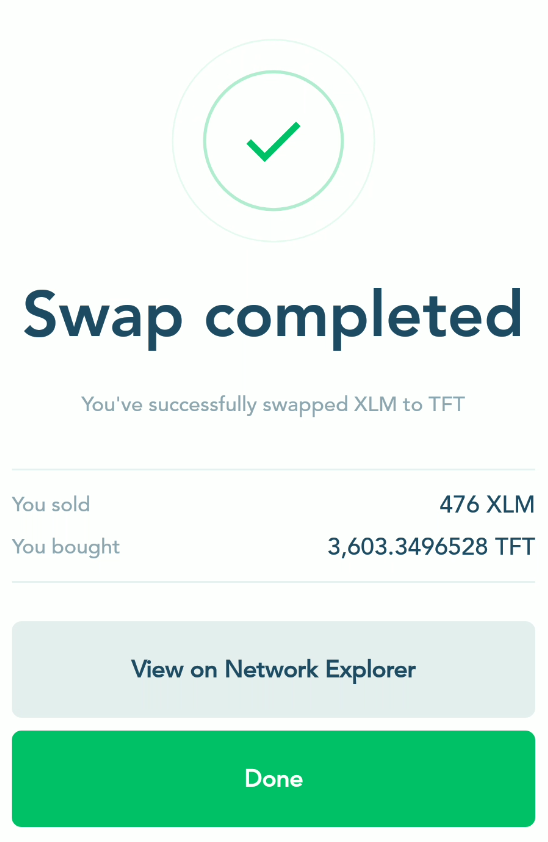 Swap completed
You've successfully swapped XLM to TFT
You sold 476 XLM
You bought 3,603.3496528 TFT
View on Network Explorer
Done